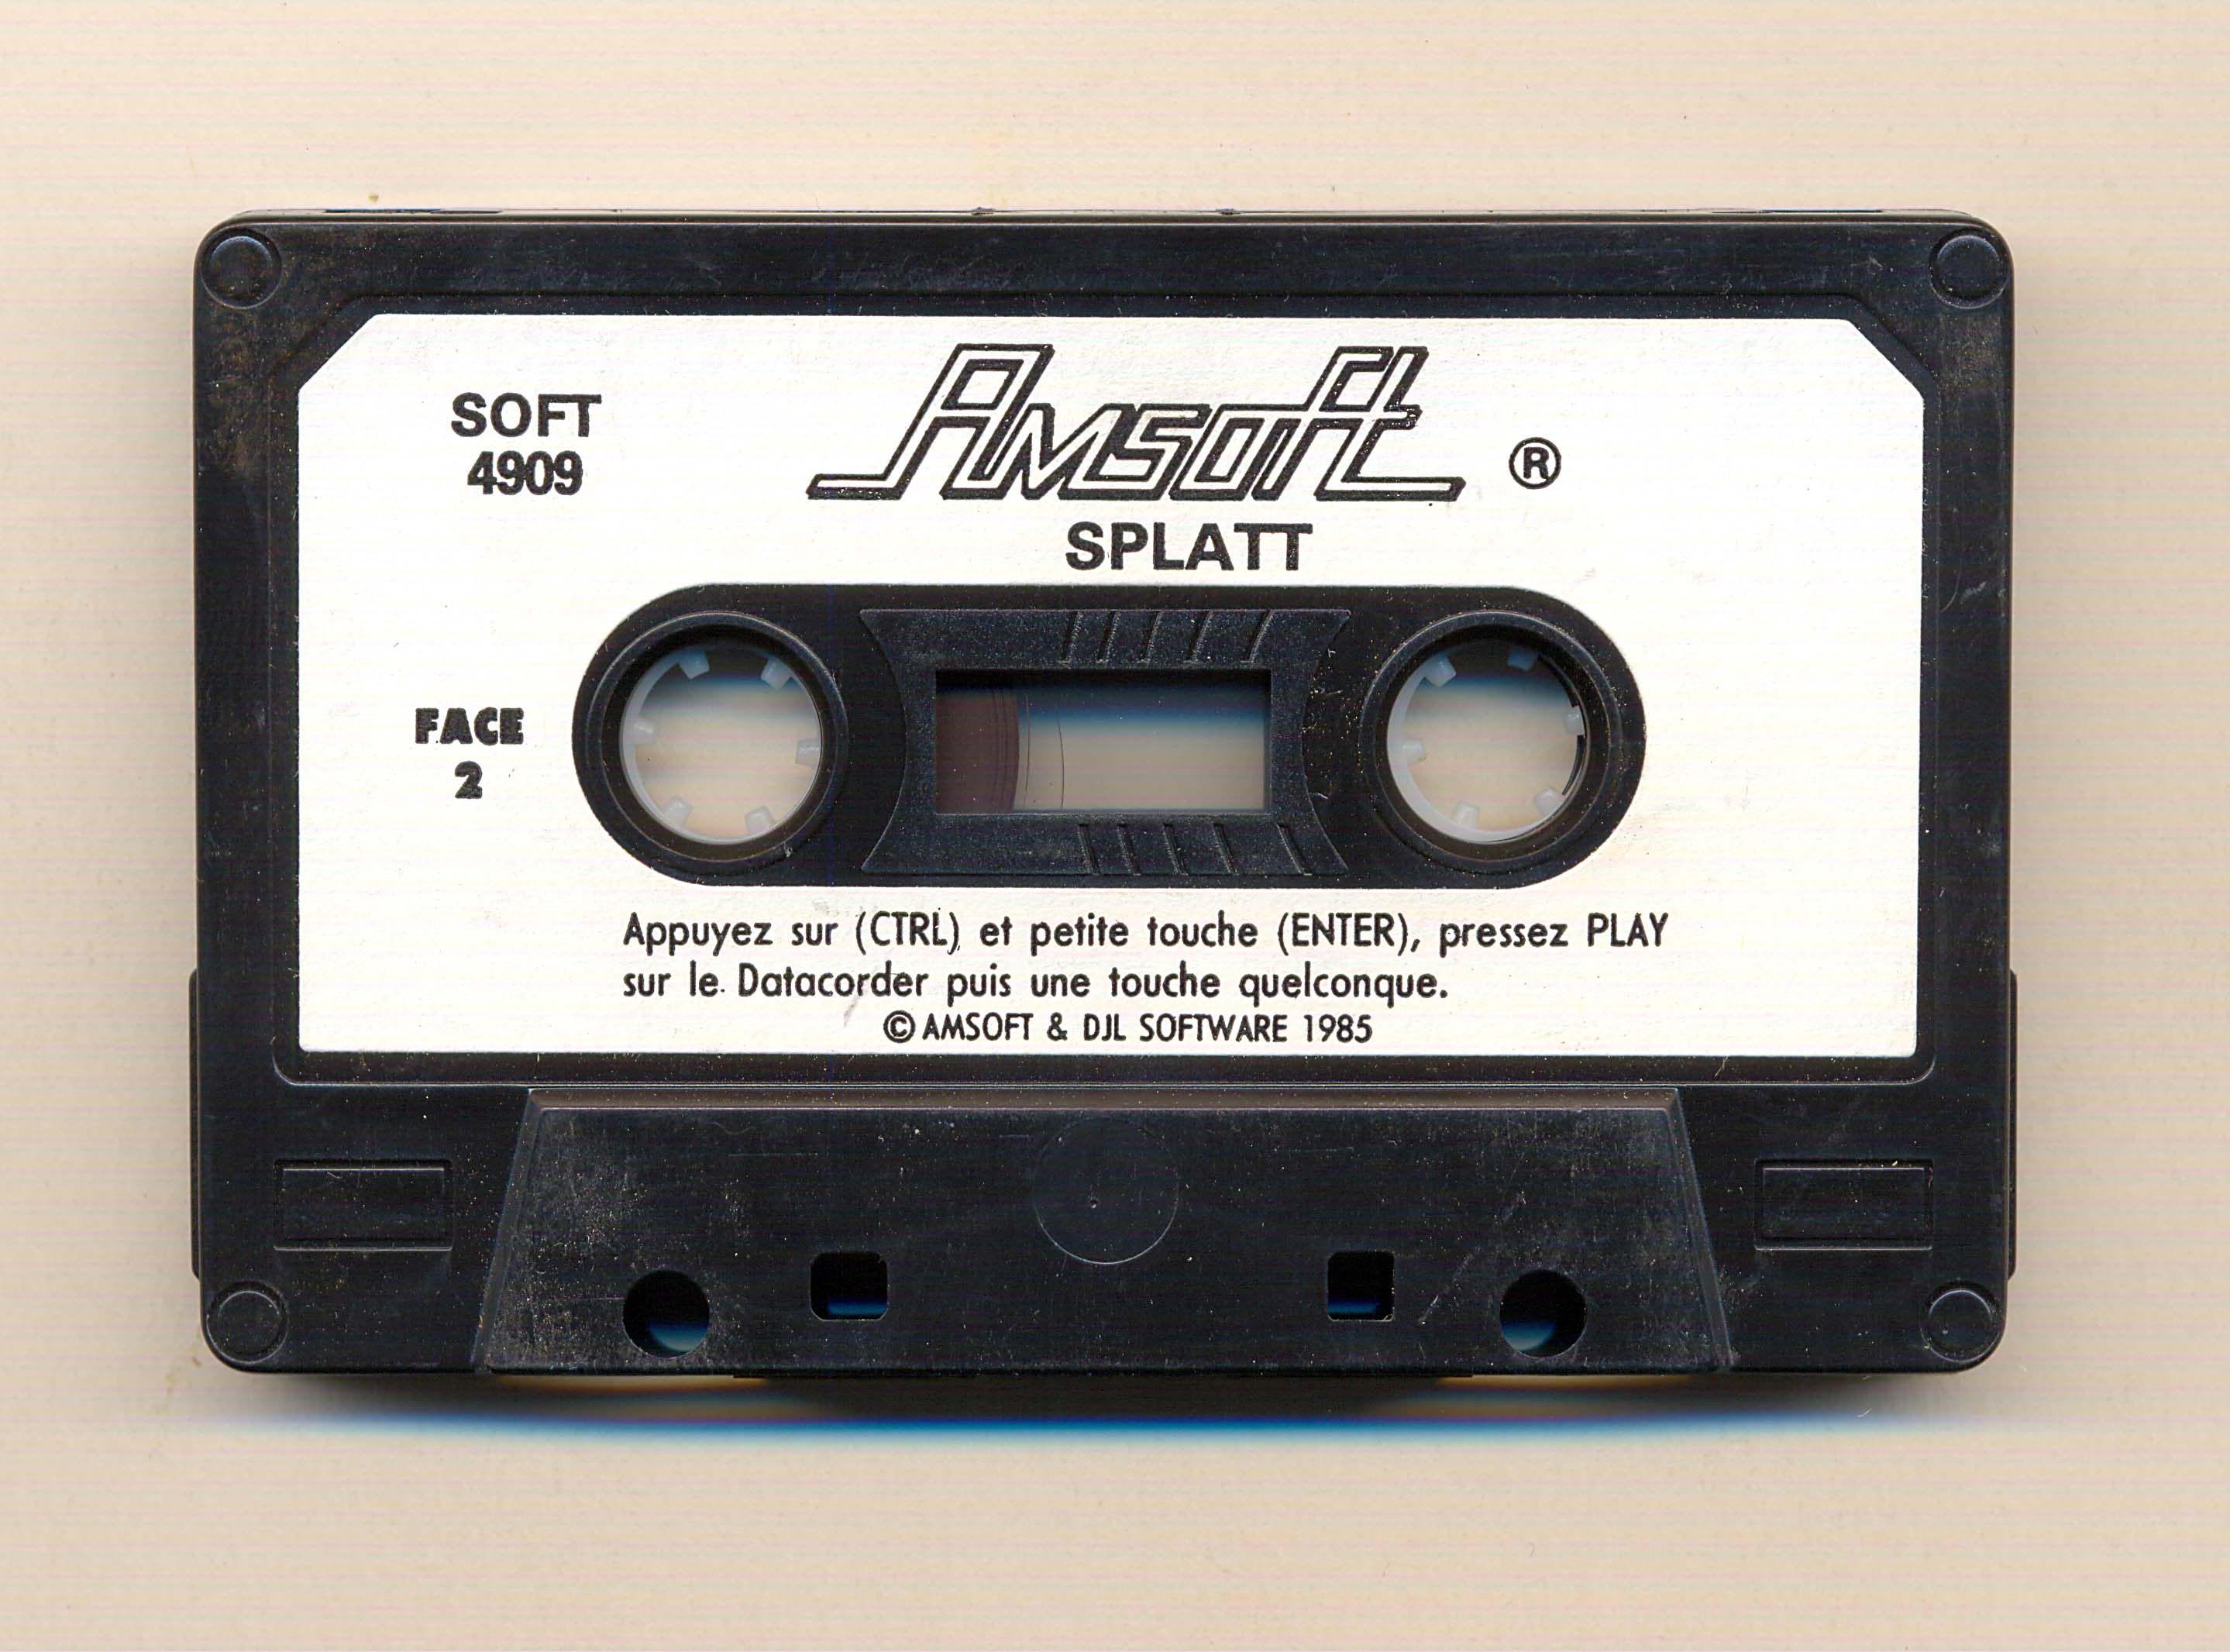 SOFT
4909
Amsoft ®
SPLATT
FACE
2
Appuyez sur (CTRL) et petite touche (ENTER), pressez PLAY
sur le Datacorder puis une touche quelconque.
© AMSOFT & DJL SOFTWARE 1985